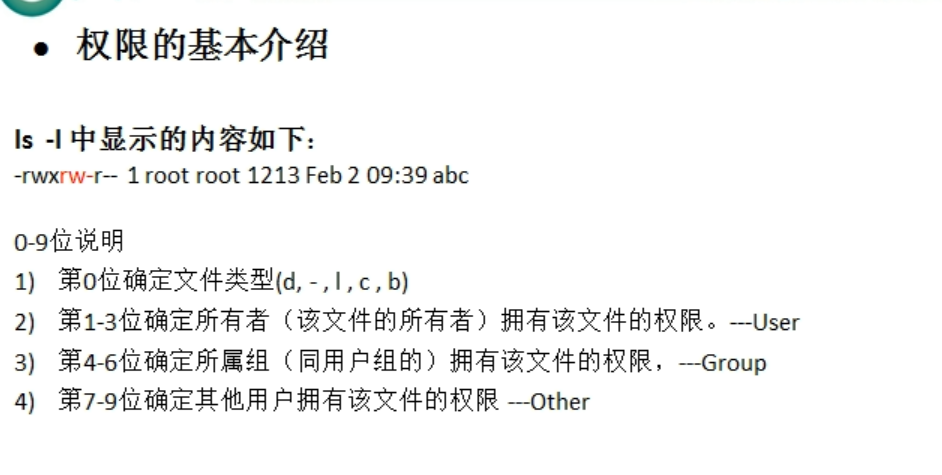 • 权限的基本介绍
ls -l 中显示的内容如下：
-rwxrw-r-- 1 root root 1213 Feb 2 09:39 abc
0-9位说明
1) 第0位确定文件类型(d, - , l , c , b)
2) 第1-3位确定所有者（该文件的所有者）拥有该文件的权限。---User
3) 第4-6位确定所属组（同用户组的）拥有该文件的权限，---Group
4) 第7-9位确定其他用户拥有该文件的权限 ---Other